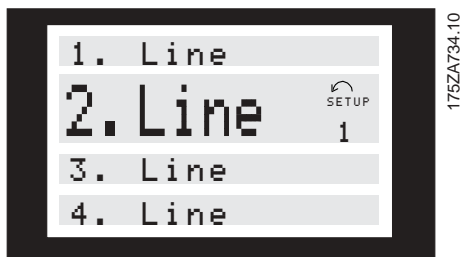 1. Line
2. Line
SETUP
1
3. Line
4. Line
175ZA734.10